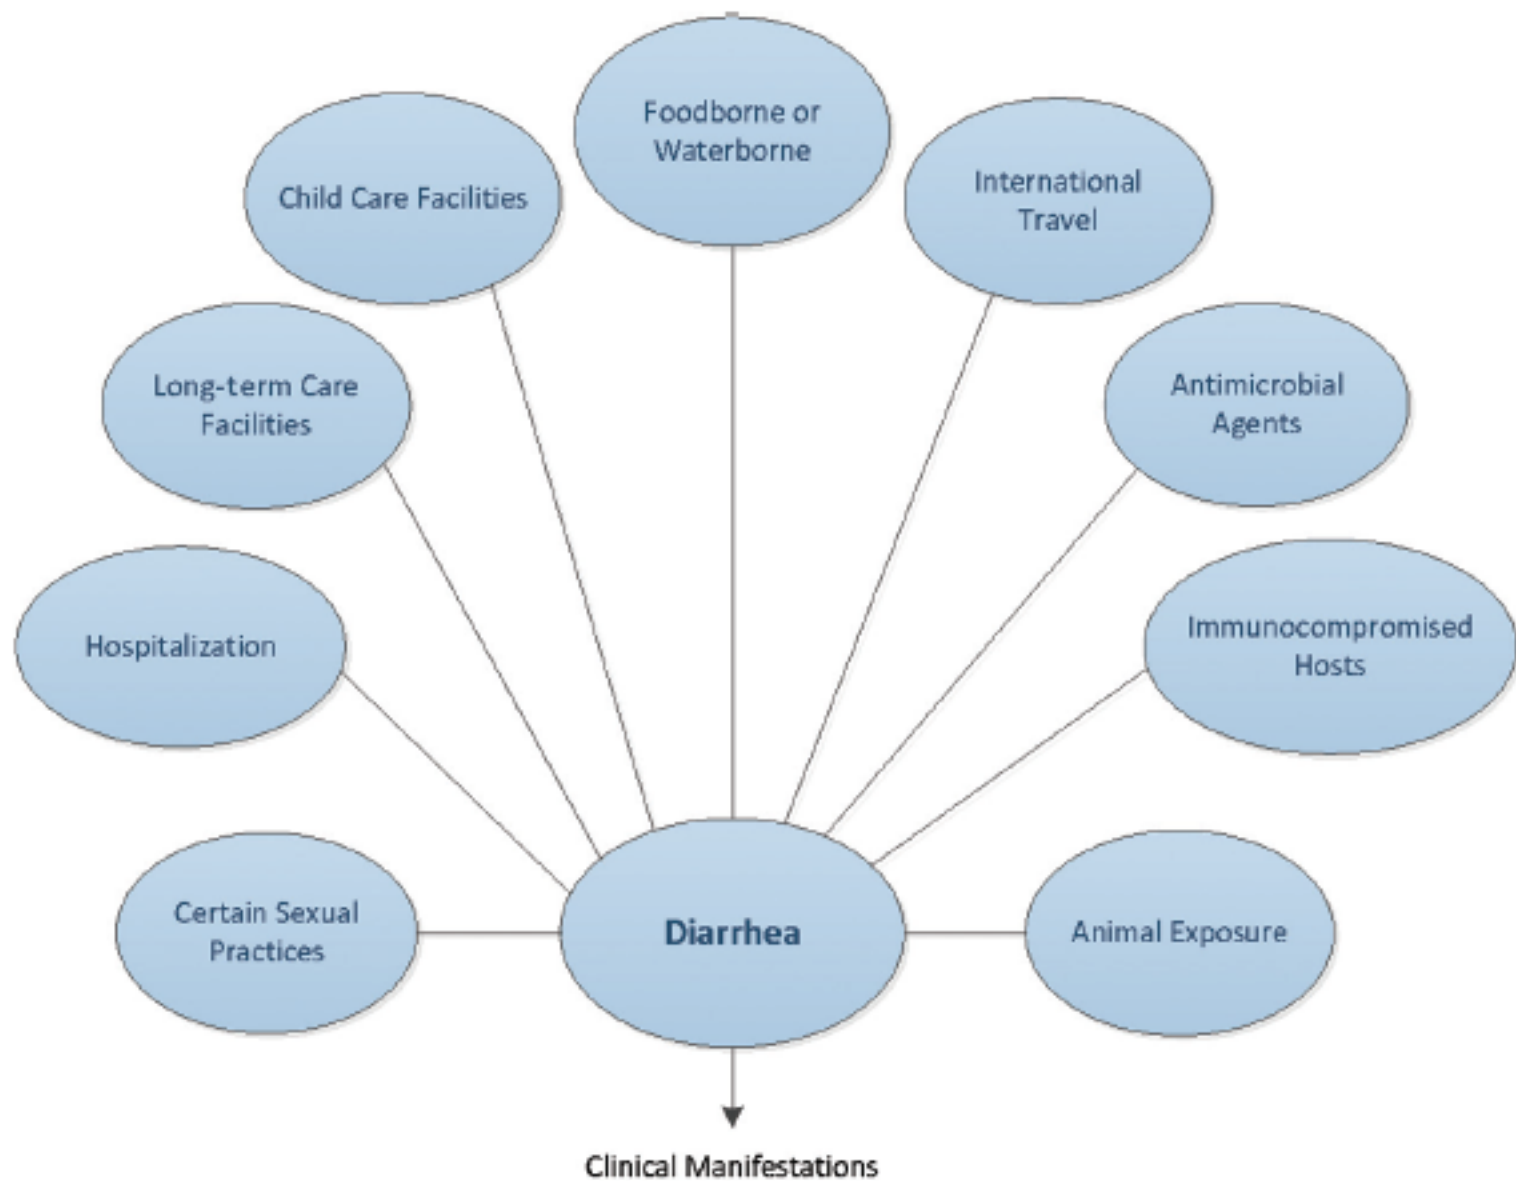 Foodborne or
Waterborne
Child Care Facilities
International
Travel
Long-term Care
Facilities
Antimicrobial
Agents
Hospitalization
Immunocompromised
Hosts
Certain Sexual
Practices
Diarrhea
Animal Exposure
Clinical Manifestations